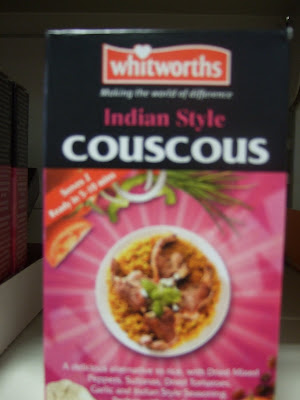 whitworths
Making the world of difference
Indian Style
COUSCOUS
Serves 2
Ready in 5-10 mins
A delicious alternative to rice, with Dried Mixed
Peppers, Sultanas, Dried Tomatoes,
Garlic and Indian Style Seasoning.